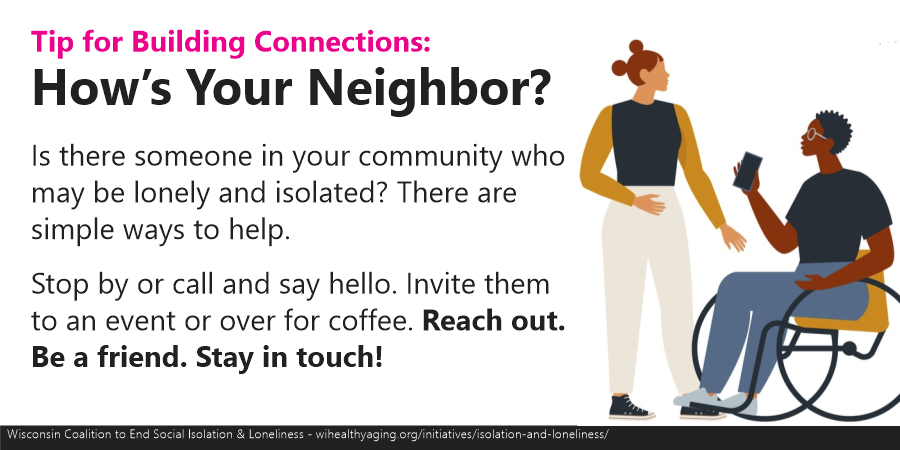 Tip for Building Connections:
How’s Your Neighbor?
Is there someone in your community who
may be lonely and isolated? There are
simple ways to help.
Stop by or call and say hello. Invite them
to an event or over for coffee. Reach out.
Be a friend. Stay in touch!
Wisconsin Coalition to End Social Isolation & Loneliness - wihealthyaging.org/initiatives/isolation-and-loneliness/